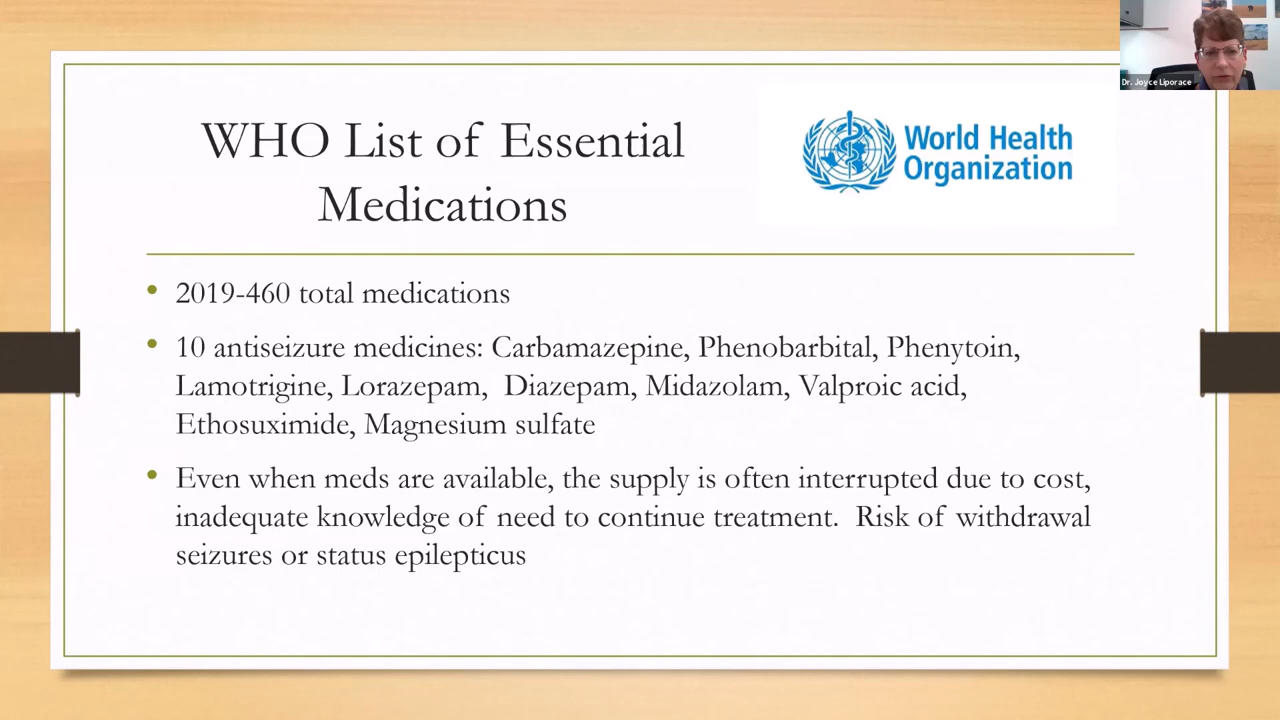 Dr. Joyce Liporace
WHO List of Essential
Medications
World Health
Organization
• 2019-460 total medications
• 10 antiseizure medicines: Carbamazepine, Phenobarbital, Phenytoin,
Lamotrigine, Lorazepam,  Diazepam, Midazolam, Valproic acid,
Ethosuximide, Magnesium sulfate
• Even when meds are available, the supply is often interrupted due to cost,
inadequate knowledge of need to continue treatment.  Risk of withdrawal
seizures or status epilepticus